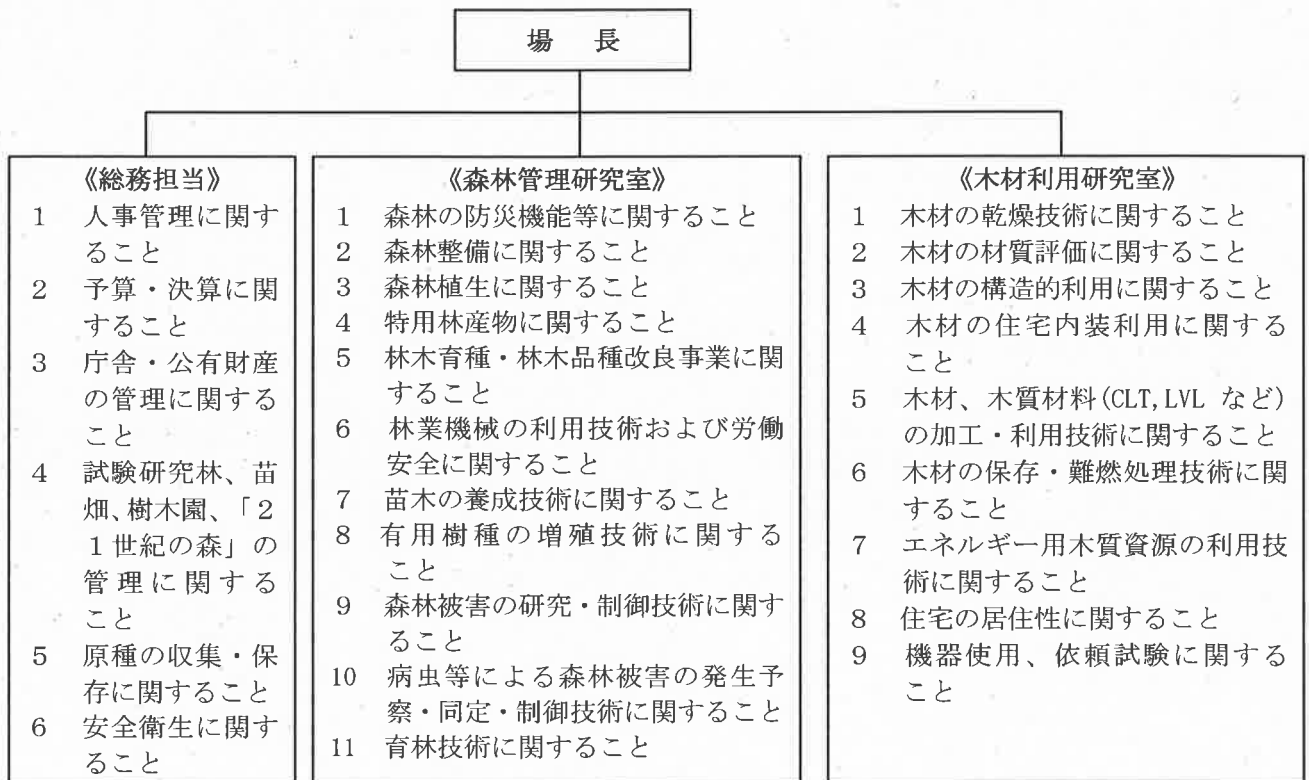 場 長
《総務担当》
1 人事管理に関す
ること
2 予算・決算に関
すること
3 庁舎・公有財産
の管理に関する
こと
4 試験研究林、苗
畑、樹木園、「2
1世紀の森」の
管理に関する
こと
5 原種の収集・保
存に関すること
6 安全衛生に関す
ること
《森林管理研究室》
1 森林の防災機能等に関すること
2 森林整備に関すること
3 森林植生に関すること
4 特用林産物に関すること
5 林木育種・林木品種改良事業に関
すること
6 林業機械の利用技術および労働
安全に関すること
7 苗木の養成技術に関すること
8 有用樹種の増殖技術に関する
こと
9 森林被害の研究・制御技術に関す
ること
10 病虫等による森林被害の発生予
察・同定・制御技術に関すること
11 育林技術に関すること
《木材利用研究室》
1 木材の乾燥技術に関すること
2 木材の材質評価に関すること
3 木材の構造的利用に関すること
4 木材の住宅内装利用に関する
こと
5 木材、木質材料(CLT,LVL など)
の加工・利用技術に関すること
6 木材の保存・難燃処理技術に関
すること
7 エネルギー用木質資源の利用技
術に関すること
8 住宅の居住性に関すること
9 機器使用、依頼試験に関する
こと